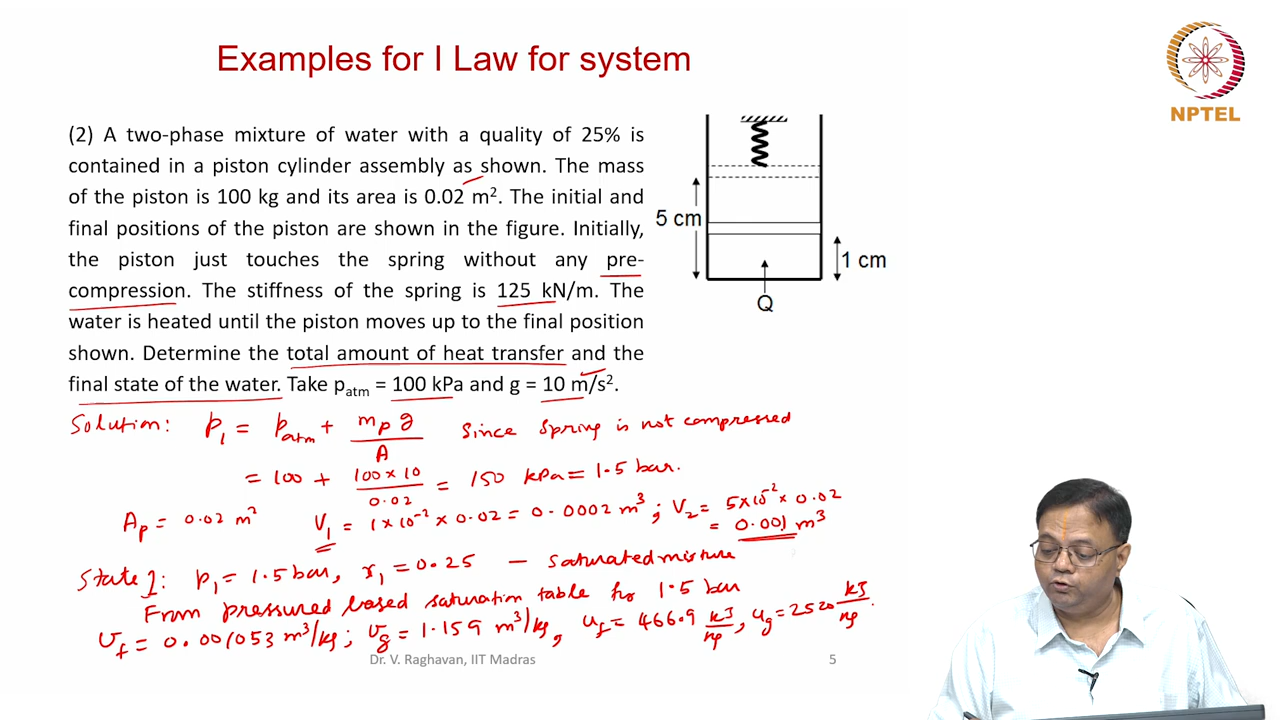 Examples for I Law for system
NPTEL
(2) A two-phase mixture of water with a quality of 25% is
contained in a piston cylinder assembly as shown. The mass
of the piston is 100 kg and its area is 0.02 m². The initial and
final positions of the piston are shown in the figure. Initially,
the piston just touches the spring without any pre-
compression. The stiffness of the spring is 125 kN/m. The
water is heated until the piston moves up to the final position
shown. Determine the total amount of heat transfer and the
final state of the water. Take pₐₜₘ = 100 kPa and g = 10 m/s².
5 cm
1 cm
Q
Solution: p₁ = pₐₜₘ + mₚ g / A since spring is not compressed
= 100 + 100 × 10 / 0.02 = 150 kPa = 1.5 bar.
Aₚ = 0.02 m² V₁ = 1×10⁻² × 0.02 = 0.0002 m³ ; V₂ = 5×10⁻² × 0.02
= 0.001 m³
State 1: p₁ = 1.5 bar, x₁ = 0.25 — saturated mixture
From pressured based saturation table for 1.5 bar
v_f = 0.001053 m³/kg ; v_g = 1.159 m³/kg, u_f = 466.9 kJ/kg, u_g = 2520 kJ/kg.
Dr. V. Raghavan, IIT Madras
5